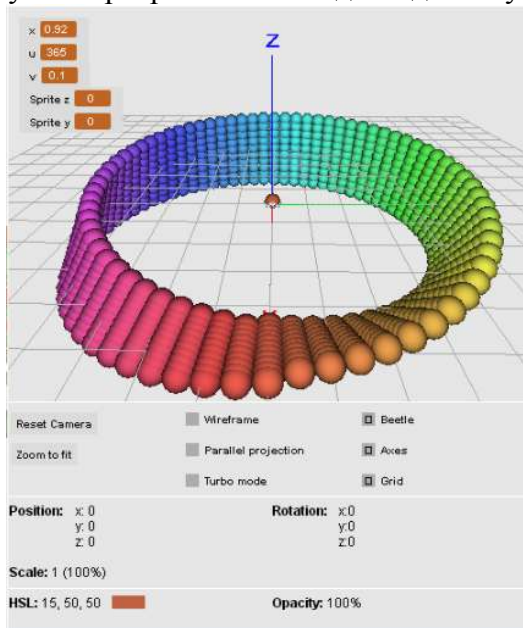 x 0.92
u 365
v 0.1
Sprite z 0
Sprite y 0
Z
Reset Camera
Wireframe
Beetle
Zoom to fit
Parallel projection
Axes
Turbo mode
Grid
Position: x: 0
y: 0
z: 0
Rotation: x:0
y:0
z:0
Scale: 1 (100%)
HSL: 15, 50, 50
Opacity: 100%